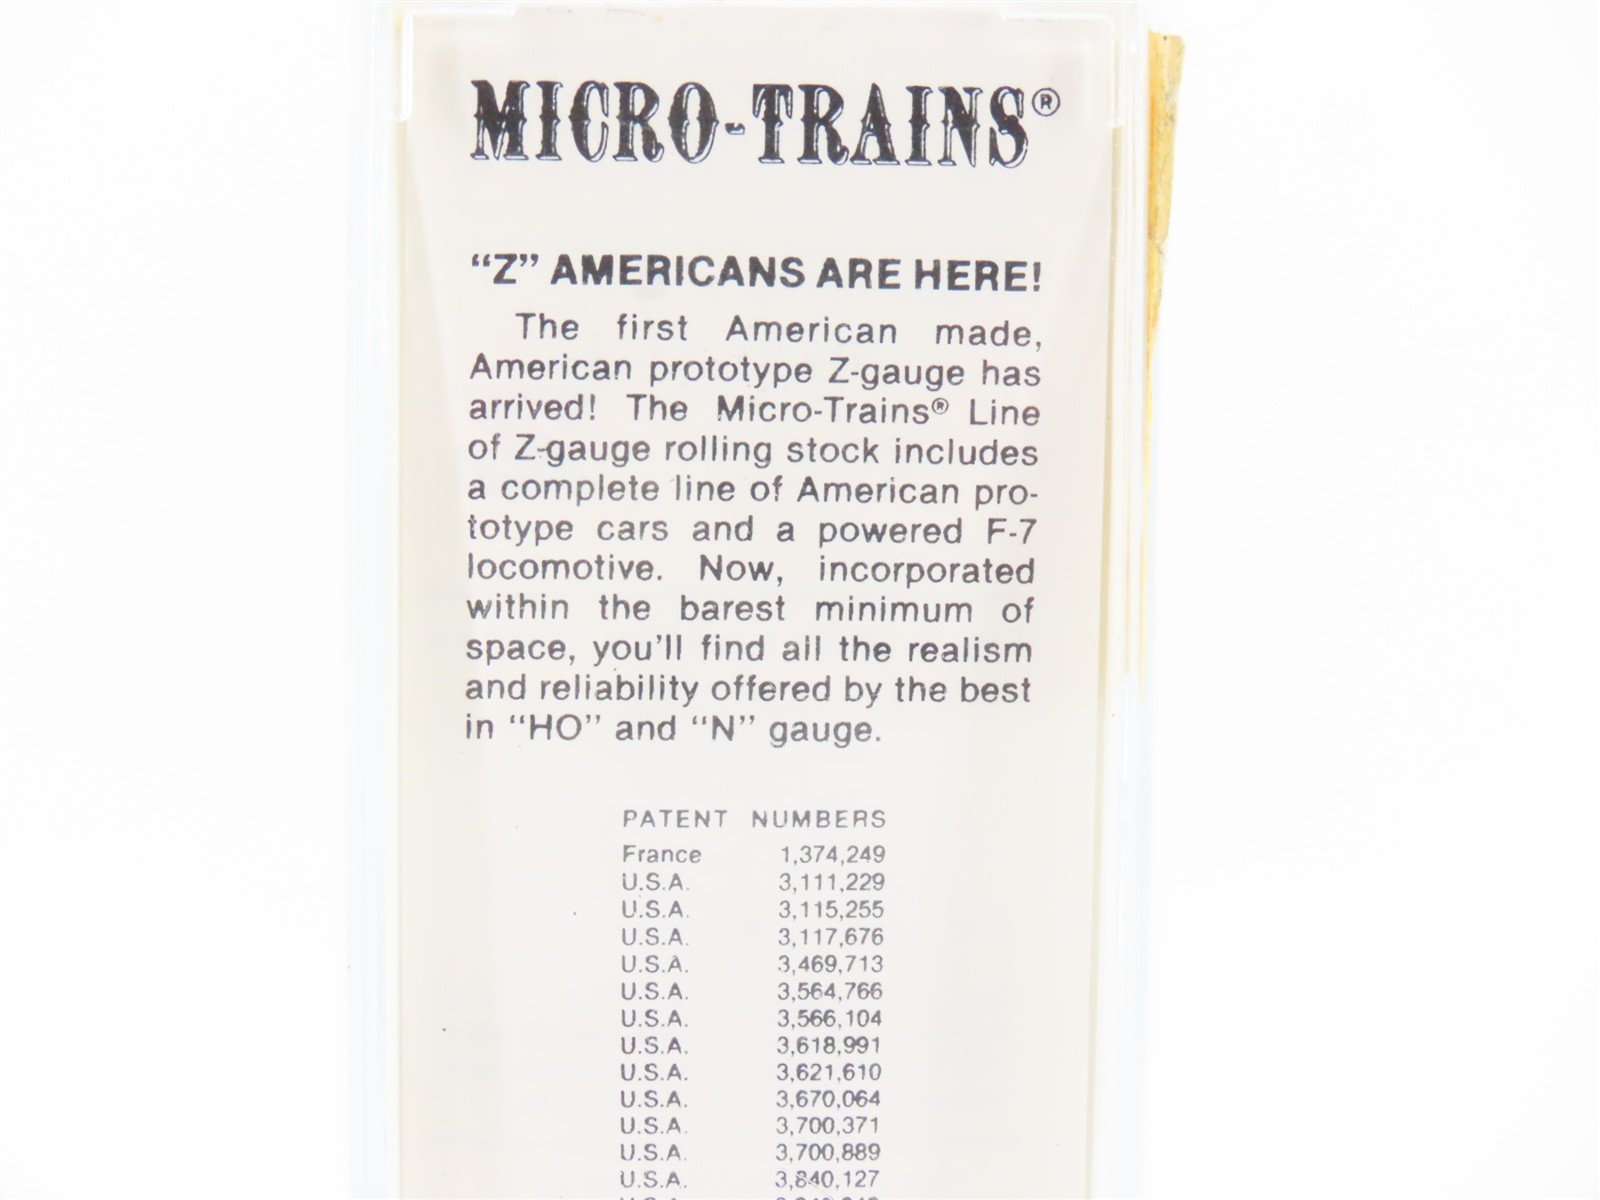 MICRO-TRAINS®
“Z” AMERICANS ARE HERE!
The first American made,
American prototype Z-gauge has
arrived! The Micro-Trains® Line
of Z-gauge rolling stock includes
a complete line of American pro-
totype cars and a powered F-7
locomotive. Now, incorporated
within the barest minimum of
space, you'll find all the realism
and reliability offered by the best
in “HO” and “N” gauge.
PATENT NUMBERS
France 1,374,249
U.S.A. 3,111,229
U.S.A. 3,115,255
U.S.A. 3,117,676
U.S.A. 3,469,713
U.S.A. 3,564,766
U.S.A. 3,566,104
U.S.A. 3,618,991
U.S.A. 3,621,610
U.S.A. 3,670,064
U.S.A. 3,700,371
U.S.A. 3,700,889
U.S.A. 3,840,127